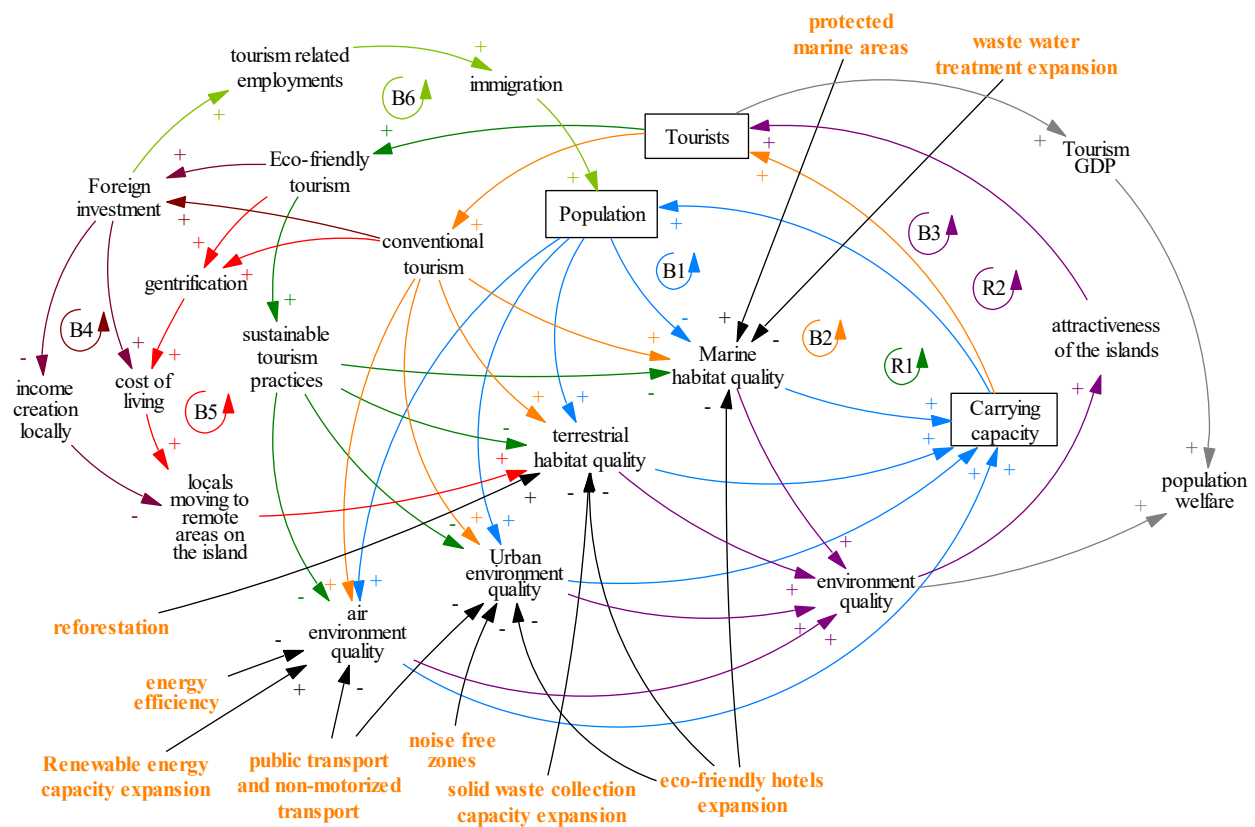 protected
marine areas
waste water
treatment expansion
tourism related
employments
+
immigration
B6
+
+
Tourists
+
+
Tourism
GDP
+
Eco-friendly
tourism
+
Foreign
investment
+
+
Population
+
+
conventional
tourism
+
+
gentrification
+
B1
B3
R2
+
sustainable
tourism
practices
B4
-
+
+
income
creation
locally
cost of
living
B5
+
-
+
-
+
Marine
habitat quality
-
-
B2
R1
attractiveness
of the islands
+
Carrying
capacity
+
+
+
+
+
+
terrestrial
habitat quality
-
+
+
-
-
locals
moving to
remote
areas on
the island
-
population
welfare
+
+
-
+
+
Urban
environment
quality
-
-
-
+
environment
quality
+
+
+
-
+
+
air
environment
quality
-
+
-
reforestation
energy
efficiency
Renewable energy
capacity expansion
public transport
and non-motorized
transport
noise free
zones
solid waste collection
capacity expansion
eco-friendly hotels
expansion